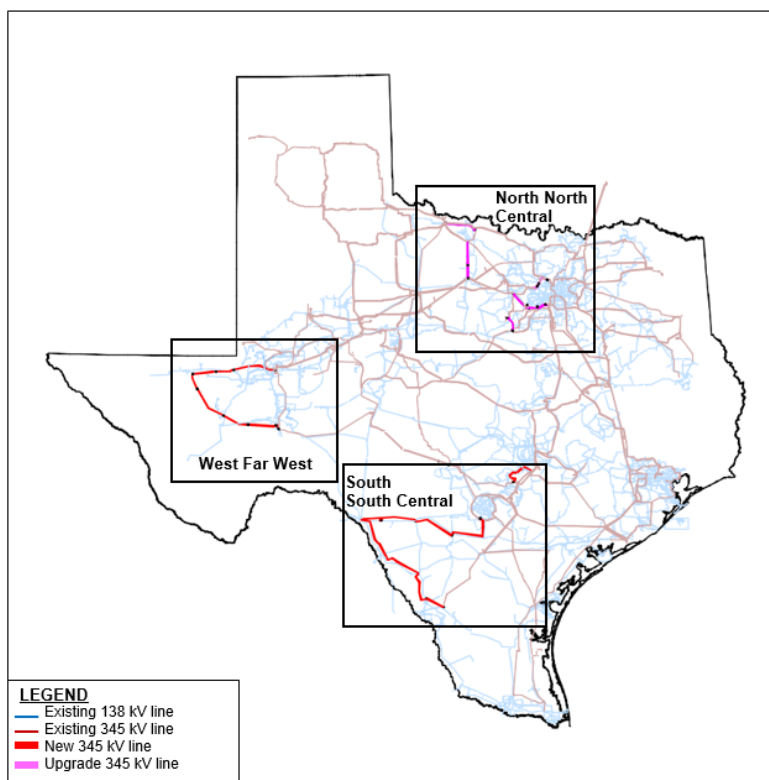 North North
Central
West Far West
South
South Central
LEGEND
Existing 138 kV line
Existing 345 kV line
New 345 kV line
Upgrade 345 kV line